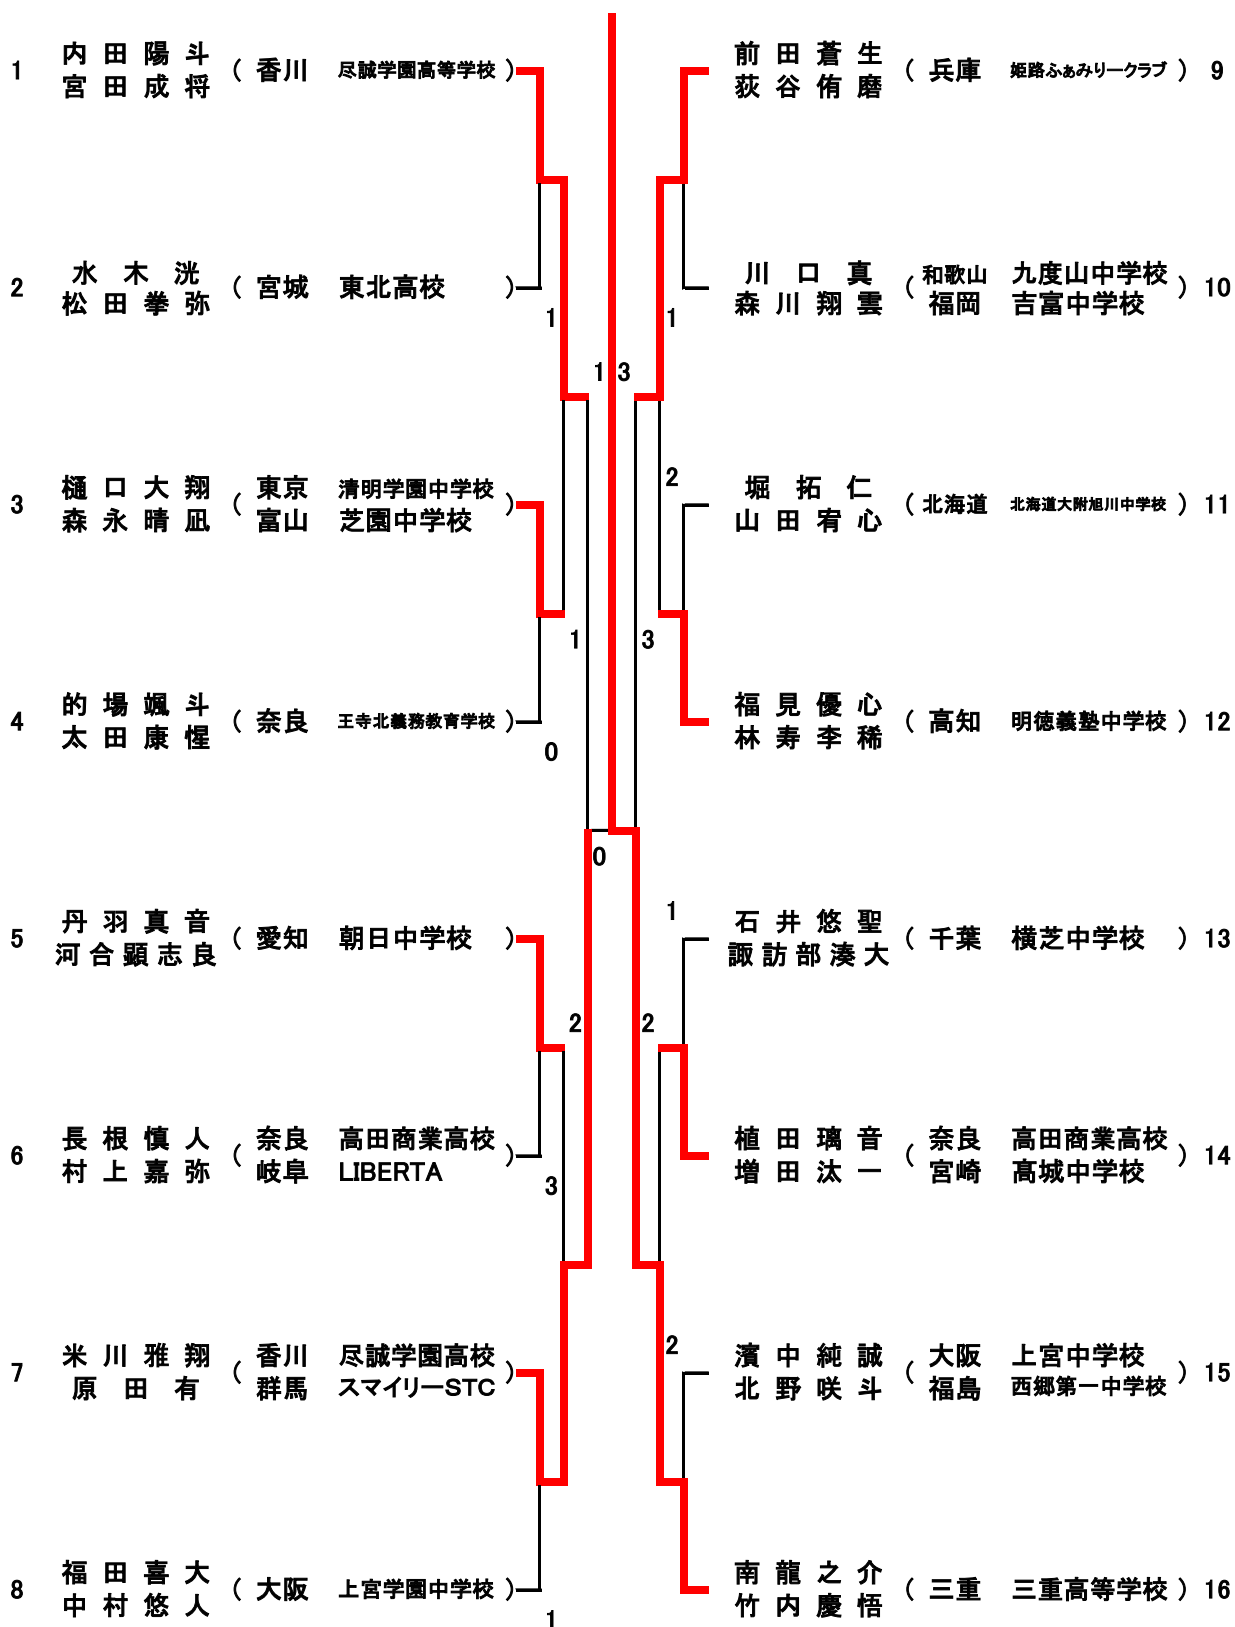 1 内田陽斗 ( 香川 尽誠学園高等学校 )
宮田成将
2 水木洸 ( 宮城 東北高校 )
松田拳弥
1
1
3 樋口大翔 ( 東京 清明学園中学校 )
森永晴凪 富山 芝園中学校
1
4 的場颯斗 ( 奈良 王寺北義務教育学校 )
太田康惺
0
0
5 丹羽真音 ( 愛知 朝日中学校 )
河合顕志良
2
6 長根慎人 ( 奈良 高田商業高校 )
村上嘉弥 岐阜 LIBERTA
3
7 米川雅翔 ( 香川 尽誠学園高校 )
原田有 群馬 スマイリーSTC
8 福田喜大 ( 大阪 上宮学園中学校 )
中村悠人
1
前田蒼生 ( 兵庫 姫路ふぁみりークラブ ) 9
荻谷侑磨
川口真 ( 和歌山 九度山中学校 ) 10
森川翔雲 福岡 吉富中学校
1
3
2
堀拓仁 ( 北海道 北海道大附旭川中学校 ) 11
山田宥心
3
福見優心 ( 高知 明徳義塾中学校 ) 12
林寿李稀
1
石井悠聖 ( 千葉 横芝中学校 ) 13
諏訪部湊大
2
植田璃音 ( 奈良 高田商業高校 ) 14
増田汰一 宮崎 高城中学校
2
濱中純誠 ( 大阪 上宮中学校 ) 15
北野咲斗 福島 西郷第一中学校
南龍之介 ( 三重 三重高等学校 ) 16
竹内慶悟